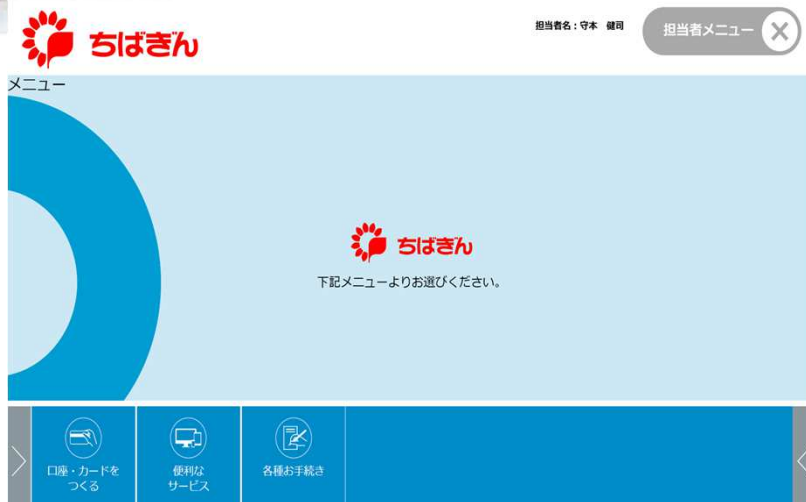 ちばぎん
担当者名：守本　健司
担当者メニュー
メニュー
ちばぎん
下記メニューよりお選びください。
口座・カードを
つくる
便利な
サービス
各種お手続き